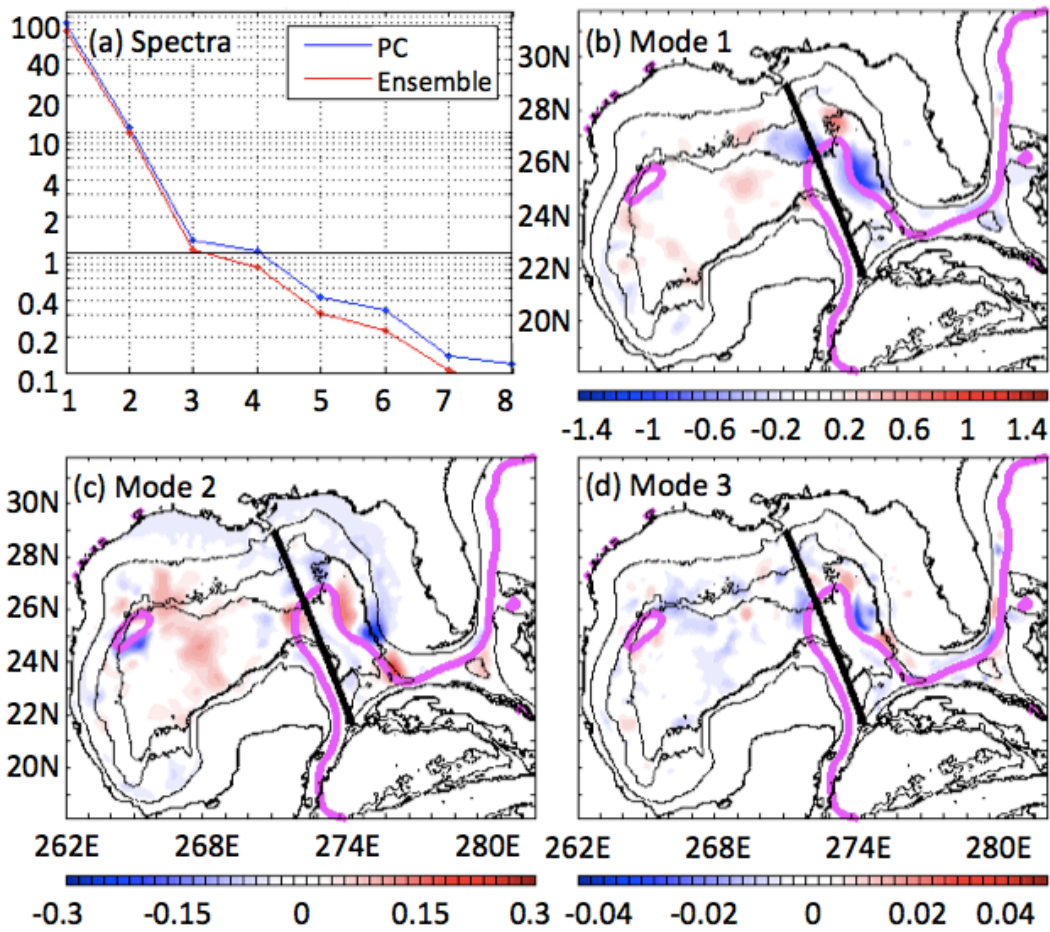 (a) Spectra
PC
Ensemble
100
40
20
10
4
2
1
0.4
0.2
0.1
1 2 3 4 5 6 7 8
(b) Mode 1
30N
28N
26N
24N
22N
20N
-1.4 -1 -0.6 -0.2 0.2 0.6 1 1.4
(c) Mode 2
30N
28N
26N
24N
22N
20N
262E 268E 274E 280E
-0.3 -0.15 0 0.15 0.3
(d) Mode 3
262E 268E 274E 280E
-0.04 -0.02 0 0.02 0.04